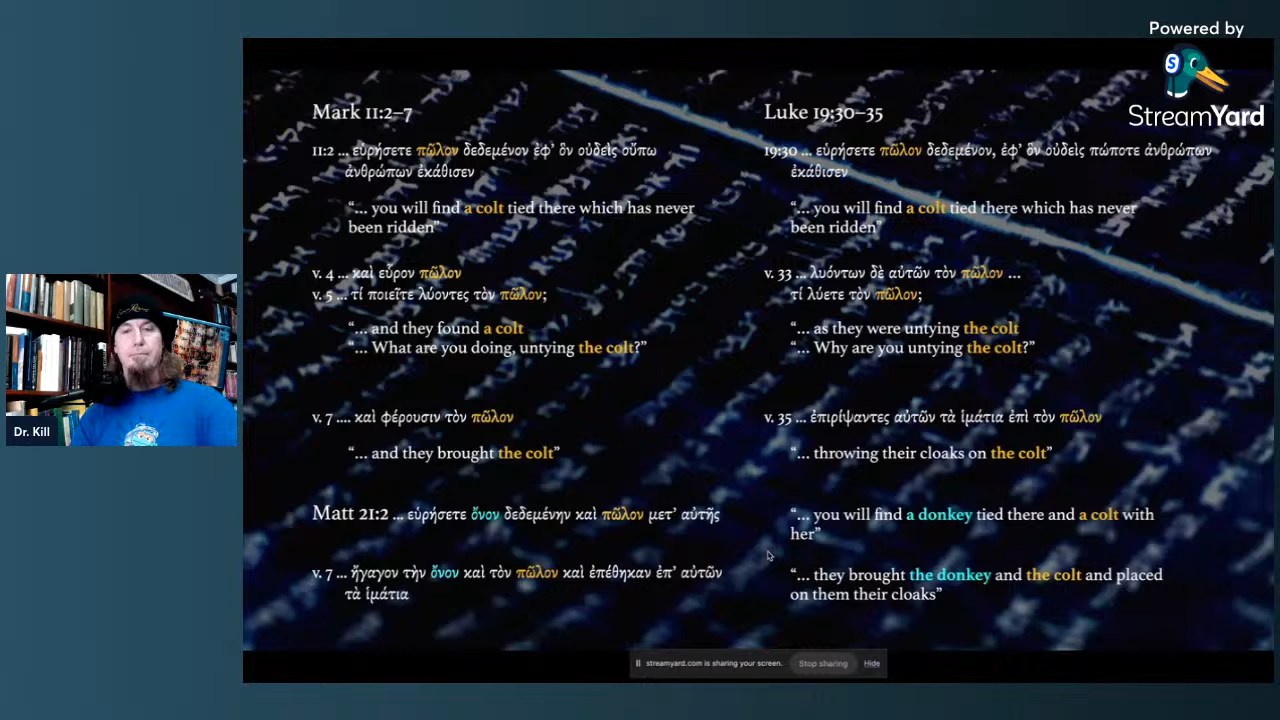 Powered by
StreamYard
Mark 11:2–7
11:2 ... εὑρήσετε πῶλον δεδεμένον ἐφ’ ὃν οὐδεὶς οὔπω
ἀνθρώπων ἐκάθισεν
“... you will find a colt tied there which has never
been ridden”
v. 4 ... καὶ εὗρον πῶλον
v. 5 ... τί ποιεῖτε λύοντες τὸν πῶλον;
“... and they found a colt
“... What are you doing, untying the colt?”
v. 7 .... καὶ φέρουσιν τὸν πῶλον
“... and they brought the colt”
Luke 19:30–35
19:30 ... εὑρήσετε πῶλον δεδεμένον, ἐφ’ ὃν οὐδεὶς πώποτε ἀνθρώπων
ἐκάθισεν
“... you will find a colt tied there which has never
been ridden”
v. 33 ... λυόντων δὲ αὐτῶν τὸν πῶλον ...
τί λύετε τὸν πῶλον;
“... as they were untying the colt
“... Why are you untying the colt?”
v. 35 ... ἐπιρίψαντες αὐτῶν τὰ ἱμάτια ἐπὶ τὸν πῶλον
“... throwing their cloaks on the colt”
Matt 21:2 ... εὑρήσετε ὄνον δεδεμένην καὶ πῶλον μετ’ αὐτῆς
“... you will find a donkey tied there and a colt with
her”
v. 7 ... ἤγαγον τὴν ὄνον καὶ τὸν πῶλον καὶ ἐπέθηκαν ἐπ’ αὐτῶν
τὰ ἱμάτια
“... they brought the donkey and the colt and placed
on them their cloaks”
Dr. Kill
streamyard.com is sharing your screen. Stop sharing Hide